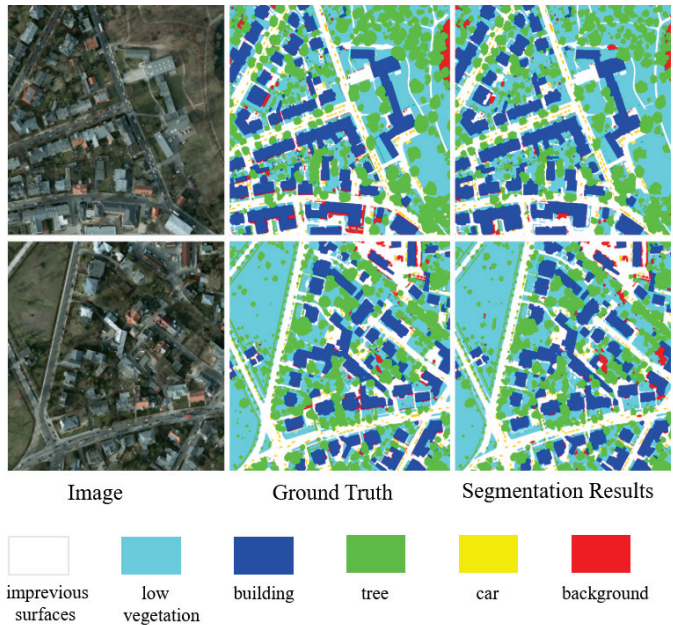 Image
Ground Truth
Segmentation Results
imprevious
surfaces
low
vegetation
building
tree
car
background